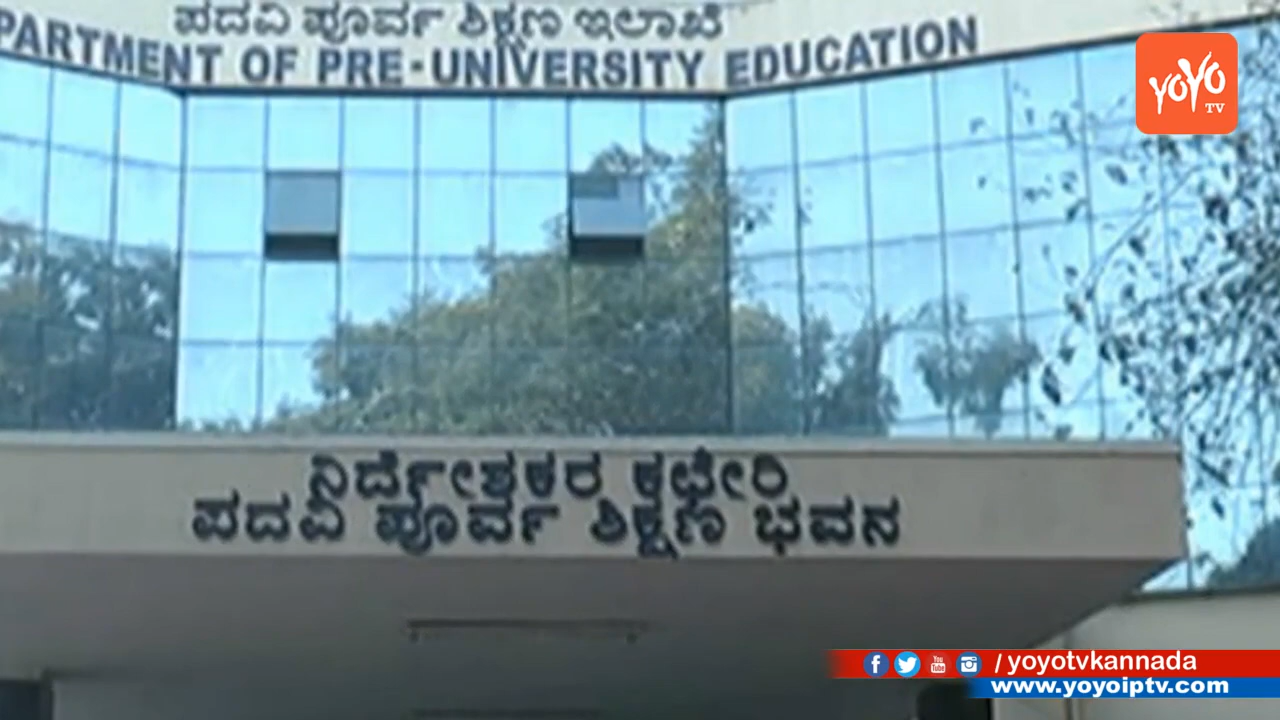 ಪದವಿ ಪೂರ್ವ ಶಿಕ್ಷಣ ಇಲಾಖೆ
PARTMENT OF PRE-UNIVERSITY EDUCATION
YOYO TV
ನಿರ್ದೇಶಕರ ಕಛೇರಿ
ಪದವಿ ಪೂರ್ವ ಶಿಕ್ಷಣ ಭವನ
/ yoyotvkannada
www.yoyoiptv.com